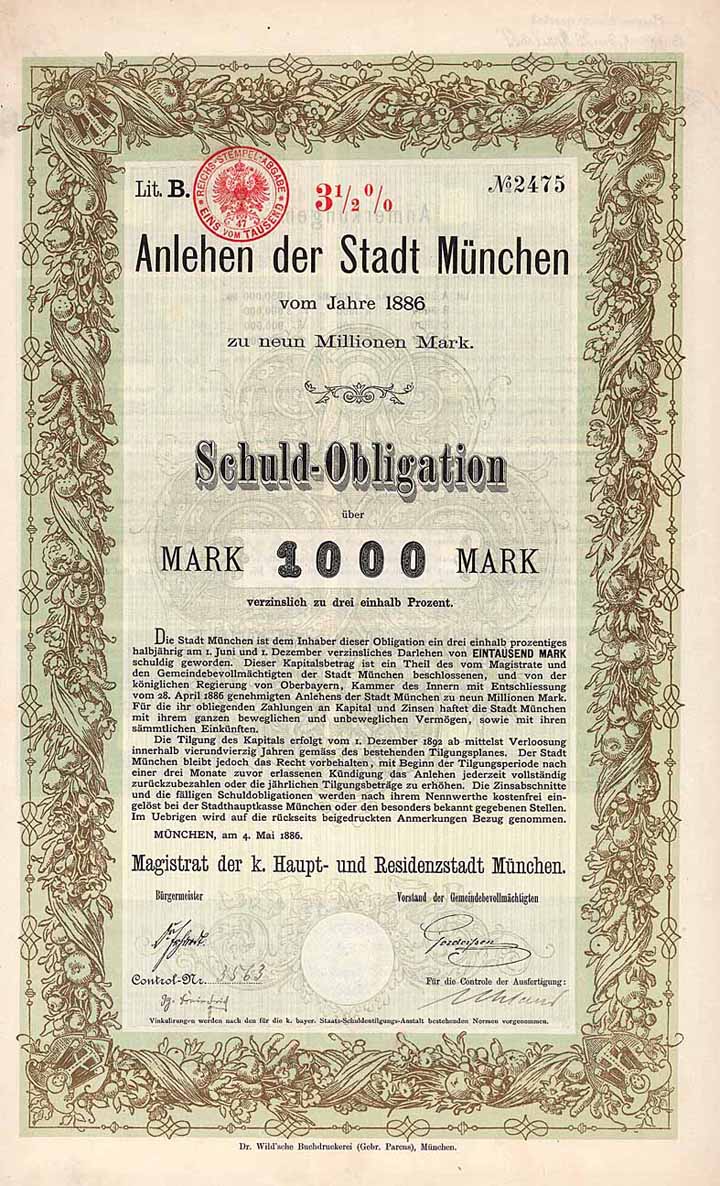 Lit. B.
REICHS-STEMPEL-ABGABE
47
EINS VOM TAUSEND
3½%
№2475
Anlehen der Stadt München
vom Jahre 1886
zu neun Millionen Mark.
Schuld-Obligation
über
MARK 1000 MARK
verzinslich zu drei einhalb Prozent.
Die Stadt München ist dem Inhaber dieser Obligation ein drei einhalb prozentiges
halbjährig am 1. Juni und 1. Dezember verzinsliches Darlehen von EINTAUSEND MARK
schuldig geworden. Dieser Kapitalsbetrag ist ein Theil des vom Magistrate und
den Gemeindebevollmächtigten der Stadt München beschlossenen, und von der
königlichen Regierung von Oberbayern, Kammer des Innern mit Entschliessung
vom 28. April 1886 genehmigten Anlehens der Stadt München zu neun Millionen Mark.
Für die ihr obliegenden Zahlungen an Kapital und Zinsen haftet die Stadt München
mit ihrem ganzen beweglichen und unbeweglichen Vermögen, sowie mit ihren
sämmtlichen Einkünften.
Die Tilgung des Kapitals erfolgt vom 1. Dezember 1892 ab mittelst Verloosung
innerhalb vierundvierzig Jahren gemäss des bestehenden Tilgungsplanes. Der Stadt
München bleibt jedoch das Recht vorbehalten, mit Beginn der Tilgungsperiode nach
einer drei Monate zuvor erlassenen Kündigung das Anlehen jederzeit vollständig
zurückzubezahlen oder die jährlichen Tilgungsbeträge zu erhöhen. Die Zinsabschnitte
und die fälligen Schuldobligationen werden nach ihrem Nennwerthe kostenfrei ein-
gelöst bei der Stadthauptkasse München oder den besonders bekannt gegebenen Stellen.
Im Uebrigen wird auf die rückseits beigedruckten Anmerkungen Bezug genommen.
MÜNCHEN, am 4. Mai 1886.
Magistrat der k. Haupt- und Residenzstadt München.
Bürgermeister
Vorstand der Gemeindebevollmächtigten
Control-Nr. 3563
Für die Controle der Ausfertigung:
Vinkulirungen werden nach den für die k. bayer. Staats-Schuldentilgungs-Anstalt bestehenden Normen vorgenommen.
Dr. Wild'sche Buchdruckerei (Gebr. Parcus), München.